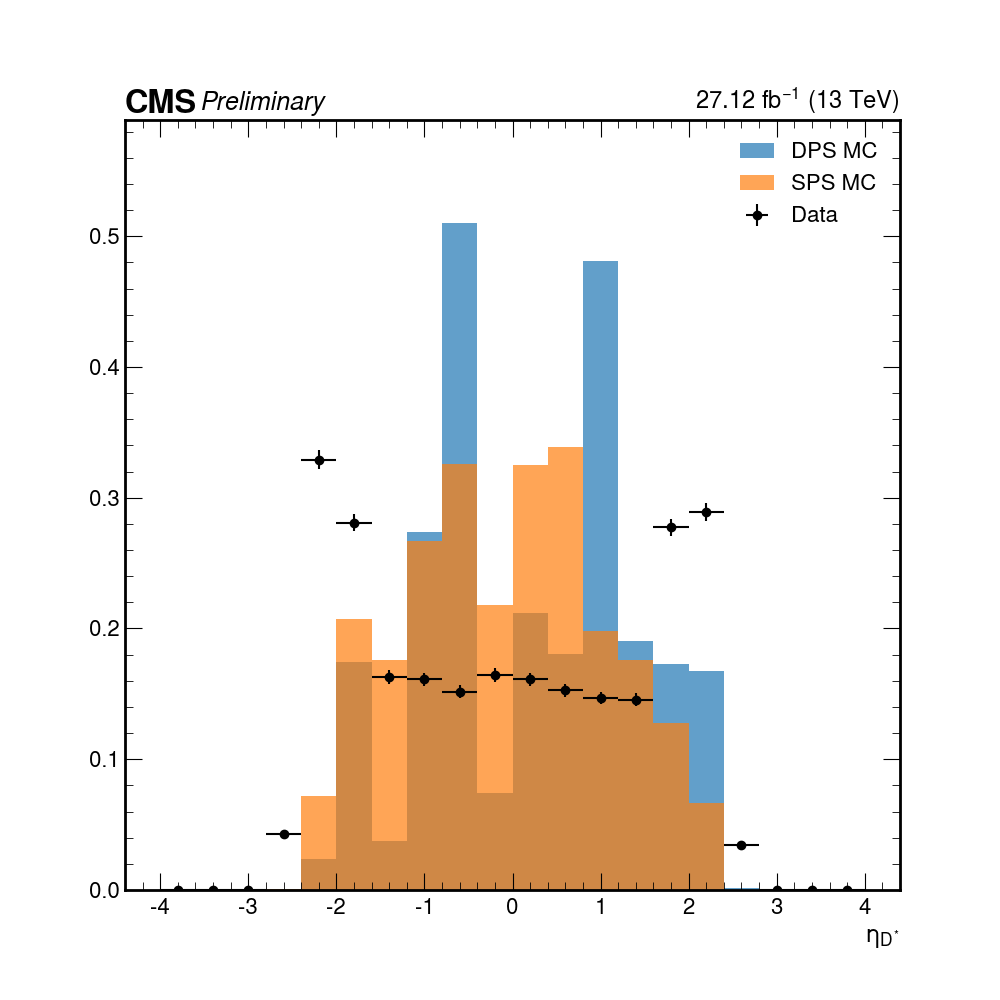 CMS Preliminary
27.12 fb⁻¹ (13 TeV)
DPS MC
SPS MC
Data
0.5
0.4
0.3
0.2
0.1
0.0
-4 -3 -2 -1 0 1 2 3 4
η_D*